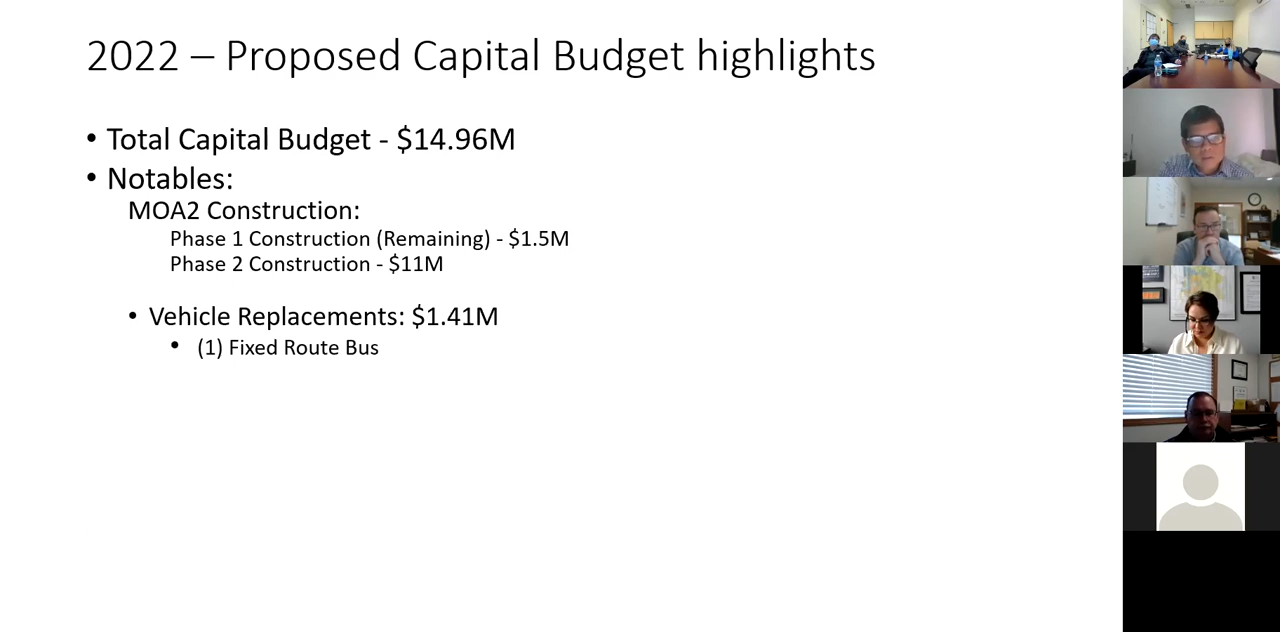 2022 – Proposed Capital Budget highlights
• Total Capital Budget - $14.96M
• Notables:
MOA2 Construction:
Phase 1 Construction (Remaining) - $1.5M
Phase 2 Construction - $11M
• Vehicle Replacements: $1.41M
• (1) Fixed Route Bus